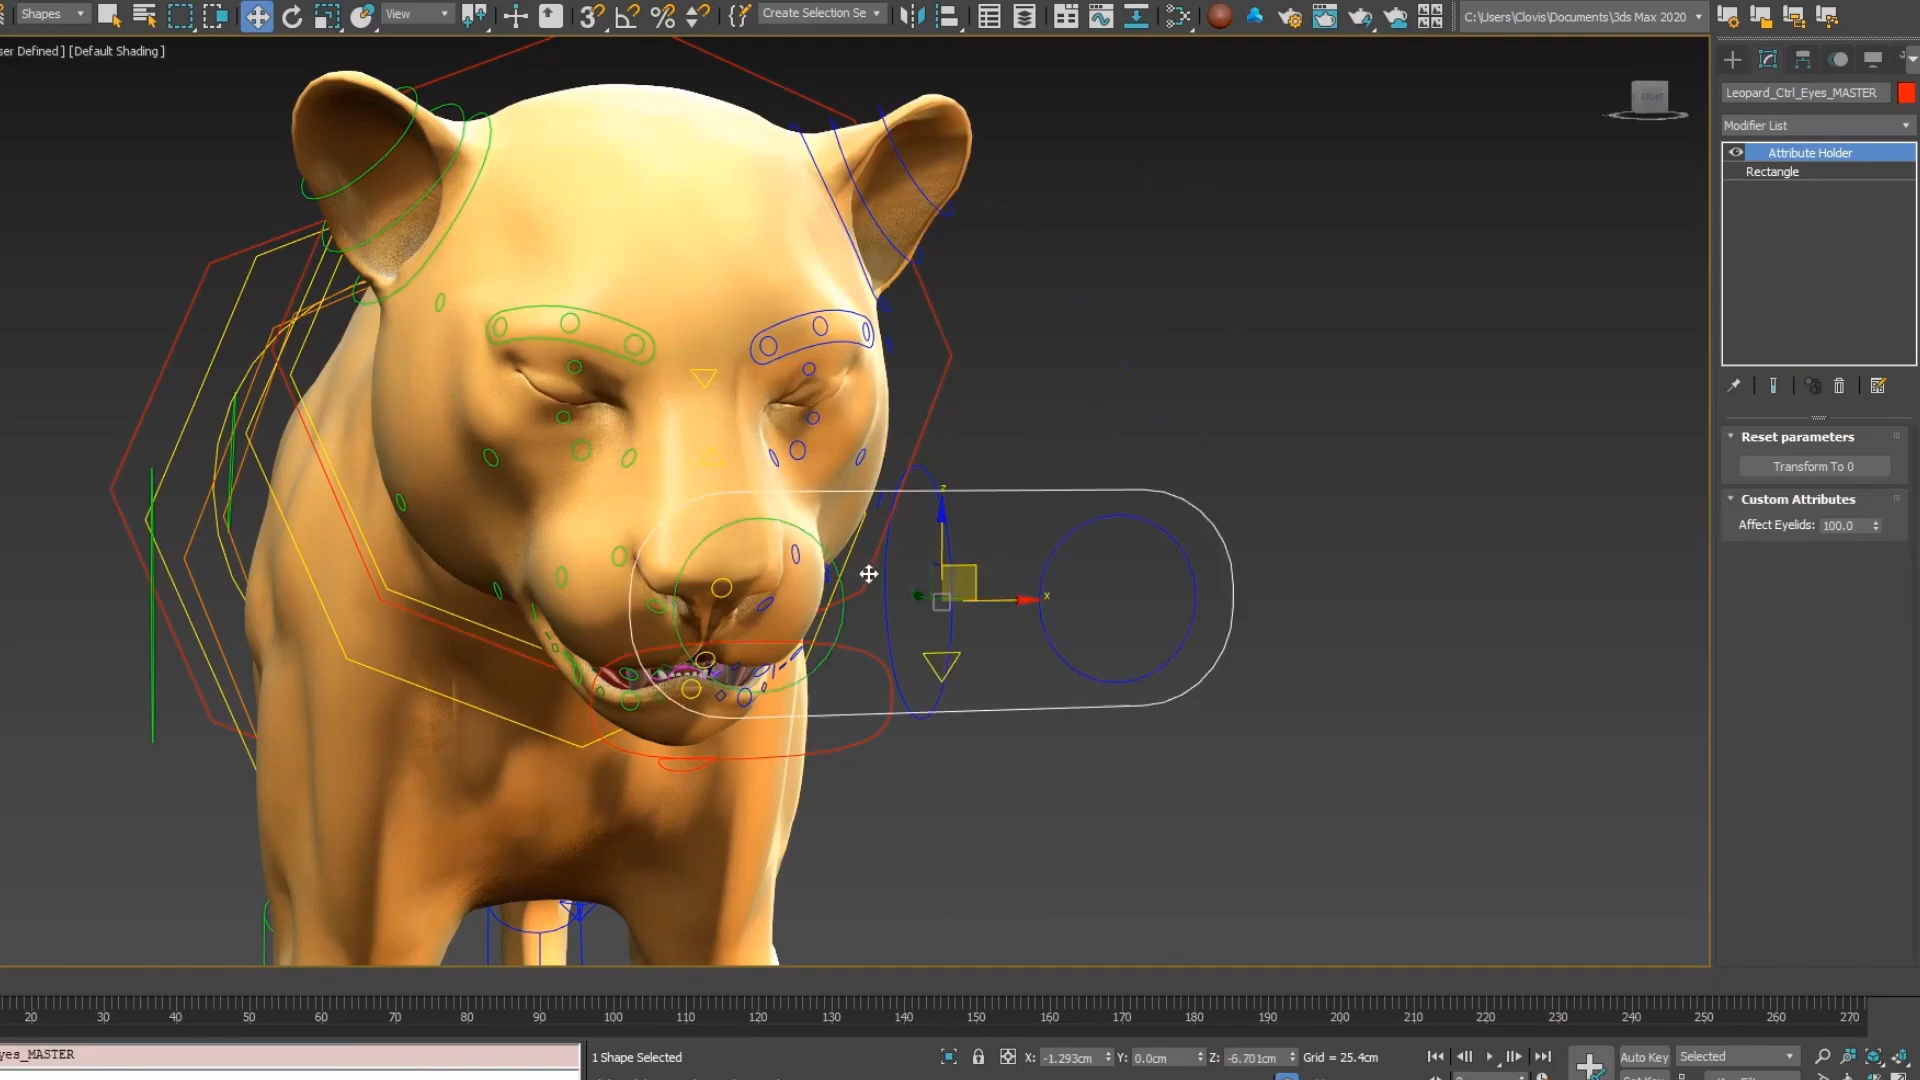 Shapes
View
Create Selection Se
C:\Users\Clovis\Documents\3ds Max 2020
ser Defined ] [Default Shading ]
FRONT
Leopard_Ctrl_Eyes_MASTER
Modifier List
Attribute Holder
Rectangle
Reset parameters
Transform To 0
Custom Attributes
Affect Eyelids: 100.0
z
x
20 30 40 50 60 70 80 90 100 110 120 130 140 150 160 170 180 190 200 210 220 230 240 250 260 270
yes_MASTER
1 Shape Selected
X: -1.293cm Y: 0.0cm Z: -6.701cm Grid = 25.4cm
Auto Key Selected